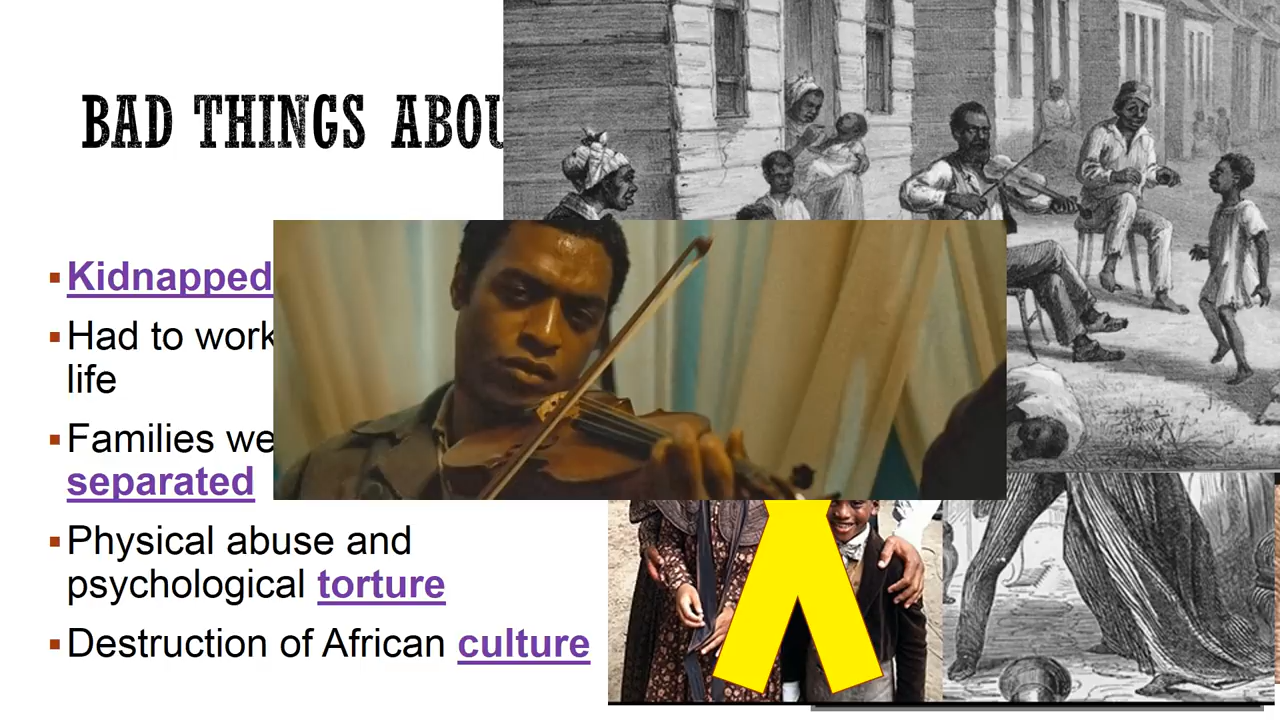 BAD THINGS ABOU
Kidnapped
Had to work
life
Families we
separated
Physical abuse and
psychological torture
Destruction of African culture